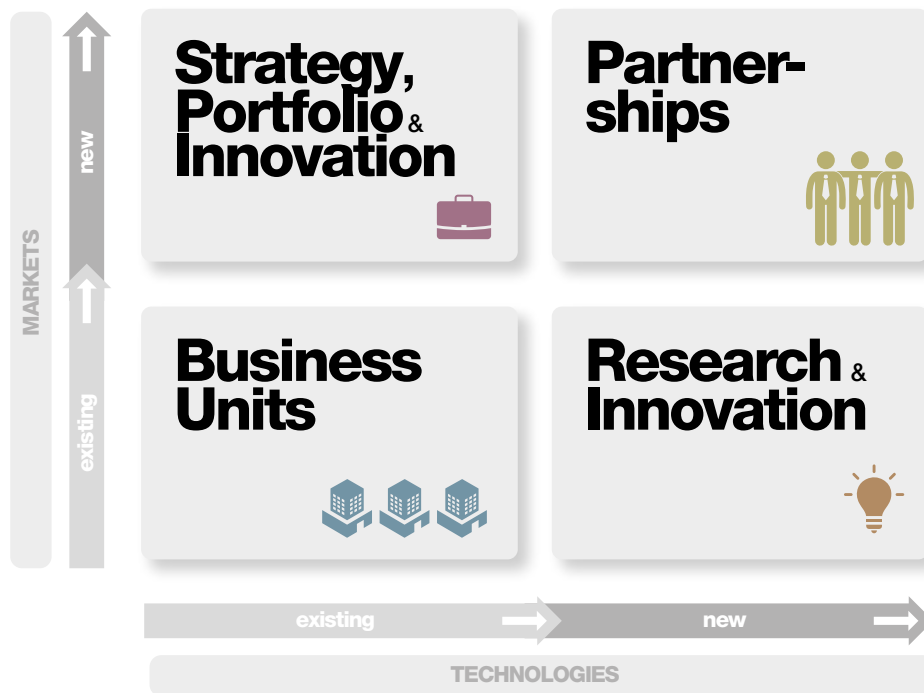 Strategy,
Portfolio &
Innovation
Partner-
ships
new
MARKETS
existing
Business
Units
Research &
Innovation
existing
new
TECHNOLOGIES